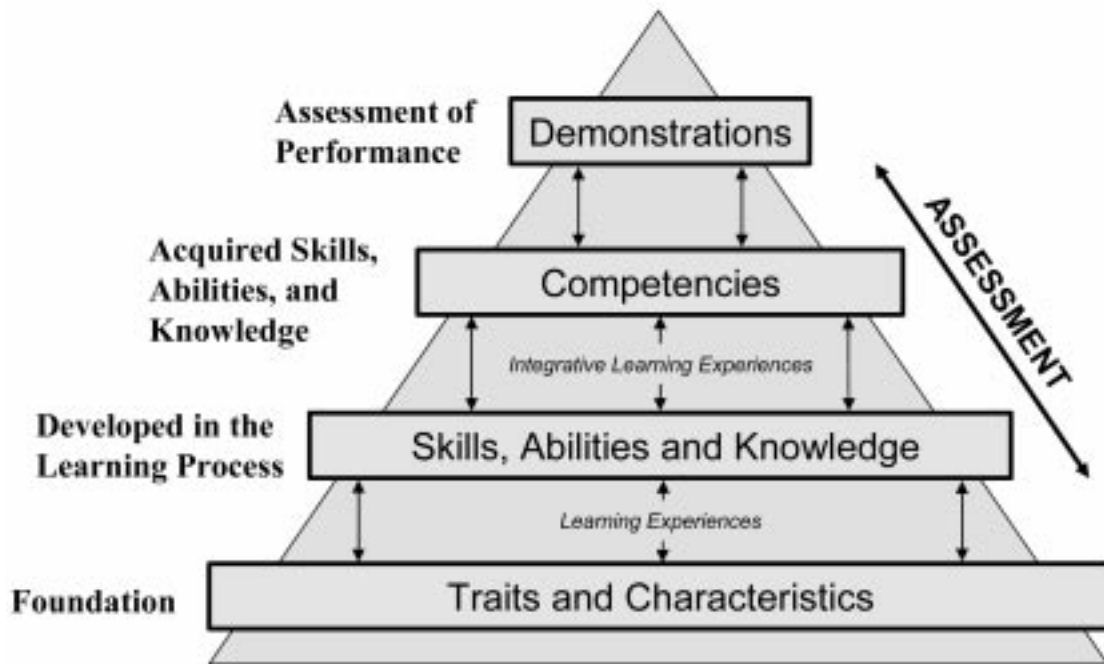 Assessment of
Performance
Demonstrations
ASSESSMENT
Acquired Skills,
Abilities, and
Knowledge
Competencies
Integrative Learning Experiences
Developed in the
Learning Process
Skills, Abilities and Knowledge
Learning Experiences
Foundation
Traits and Characteristics